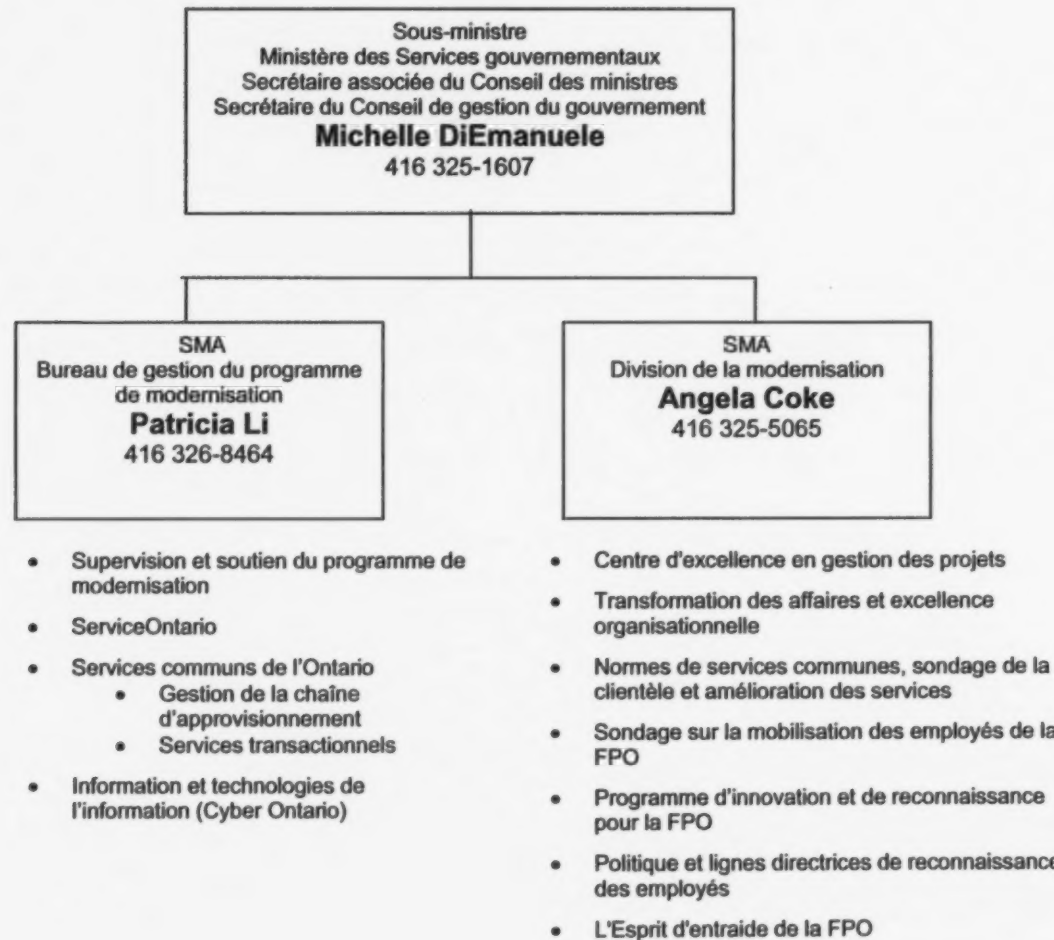 Sous-ministre
Ministère des Services gouvernementaux
Secrétaire associée du Conseil des ministres
Secrétaire du Conseil de gestion du gouvernement
Michelle DiEmanuele
416 325-1607
SMA
Bureau de gestion du programme
de modernisation
Patricia Li
416 326-8464
• Supervision et soutien du programme de
modernisation
• ServiceOntario
• Services communs de l'Ontario
• Gestion de la chaîne
d'approvisionnement
• Services transactionnels
• Information et technologies de
l'information (Cyber Ontario)
SMA
Division de la modernisation
Angela Coke
416 325-5065
• Centre d'excellence en gestion des projets
• Transformation des affaires et excellence
organisationnelle
• Normes de services communes, sondage de la
clientèle et amélioration des services
• Sondage sur la mobilisation des employés de la
FPO
• Programme d'innovation et de reconnaissance
pour la FPO
• Politique et lignes directrices de reconnaissance
des employés
• L'Esprit d'entraide de la FPO